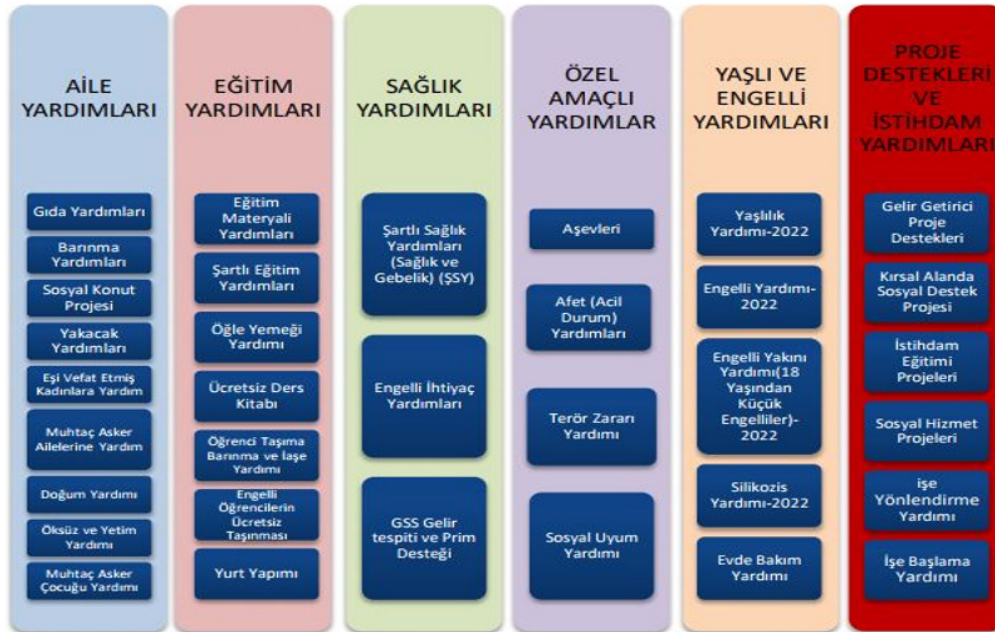 AİLE
YARDIMLARI
Gıda Yardımları
Barınma
Yardımları
Sosyal Konut
Projesi
Yakacak
Yardımları
Eşi Vefat Etmiş
Kadınlara Yardım
Muhtaç Asker
Ailelerine Yardım
Doğum Yardımı
Öksüz ve Yetim
Yardımı
Muhtaç Asker
Çocuğu Yardımı
EĞİTİM
YARDIMLARI
Eğitim
Materyali
Yardımları
Şartlı Eğitim
Yardımları
Öğle Yemeği
Yardımı
Ücretsiz Ders
Kitabı
Öğrenci Taşıma
Barınma ve İaşe
Yardımı
Engelli
Öğrencilerin
Ücretsiz
Taşınması
Yurt Yapımı
SAĞLIK
YARDIMLARI
Şartlı Sağlık
Yardımları
(Sağlık ve
Gebelik) (ŞSY)
Engelli İhtiyaç
Yardımları
GSS Gelir
tespiti ve Prim
Desteği
ÖZEL
AMAÇLI
YARDIMLAR
Aşevleri
Afet (Acil
Durum)
Yardımları
Terör Zararı
Yardımı
Sosyal Uyum
Yardımı
YAŞLI VE
ENGELLİ
YARDIMLARI
Yaşlılık
Yardımı-2022
Engelli Yardımı-
2022
Engelli Yakını
Yardımı(18
Yaşından
Küçük
Engelliler)-
2022
Silikozis
Yardımı-2022
Evde Bakım
Yardımı
PROJE
DESTEKLERİ
VE
İSTİHDAM
YARDIMLARI
Gelir Getirici
Proje
Destekleri
Kırsal Alanda
Sosyal Destek
Projesi
İstihdam
Eğitimi
Projeleri
Sosyal Hizmet
Projeleri
işe
Yönlendirme
Yardımı
İşe Başlama
Yardımı